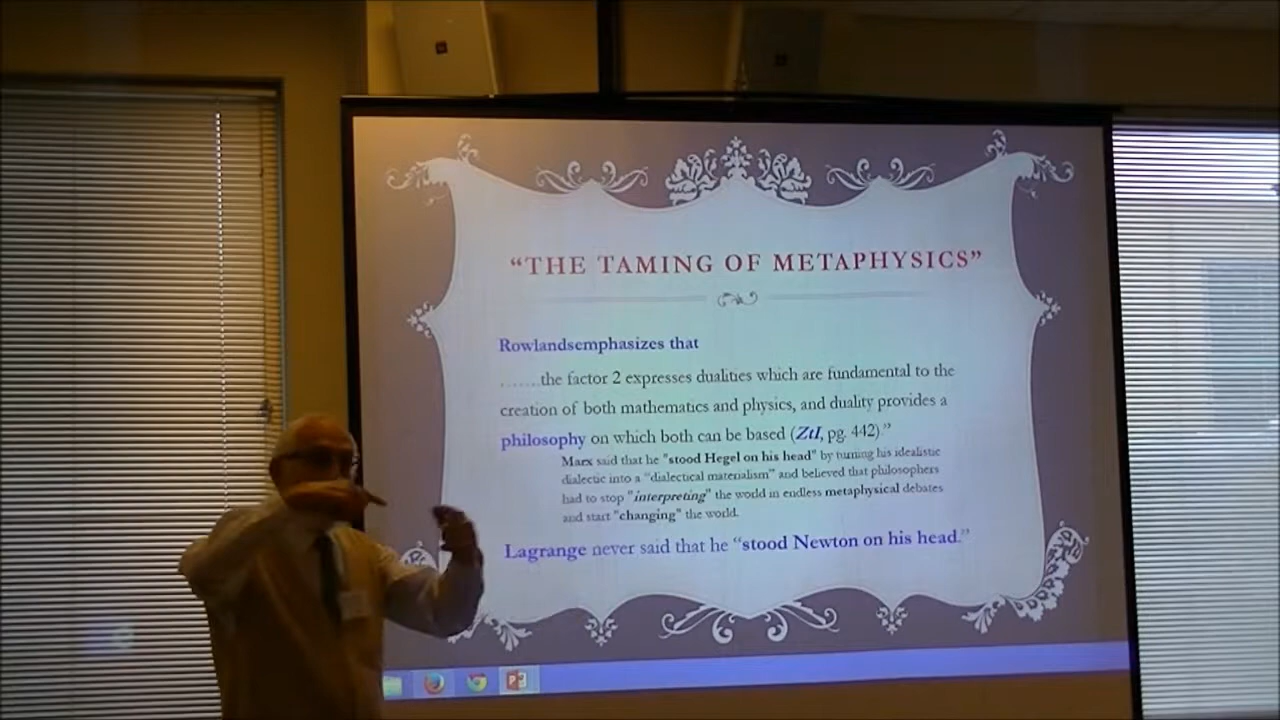 “THE TAMING OF METAPHYSICS”
Rowlandsemphasizes that
.......the factor 2 expresses dualities which are fundamental to the
creation of both mathematics and physics, and duality provides a
philosophy on which both can be based (ZtI, pg. 442).”
Marx said that he "stood Hegel on his head" by turning his idealistic
dialectic into a “dialectical materialism” and believed that philosophers
had to stop "interpreting" the world in endless metaphysical debates
and start "changing" the world.
Lagrange never said that he “stood Newton on his head.”